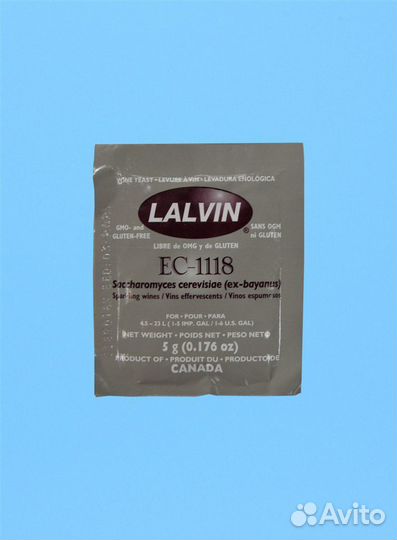 WINE YEAST • LEVURE À VIN • LEVADURA ENOLÓGICA
LALVIN®
GMO- and
GLUTEN-FREE
SANS OGM
ni GLUTEN
LIBRE de OMG y de GLUTEN
EC-1118
Saccharomyces cerevisiae (ex-bayanus)
Sparkling wines / Vins effervescents / Vinos espumosos
FOR • POUR • PARA
4.5 – 23 L ( 1-5 IMP. GAL / 1-6 U.S. GAL)
NET WEIGHT • POIDS NET • PESO NETO
5 g (0.176 oz)
PRODUCT OF • PRODUIT DU • PRODUCTO DE
CANADA
Avito